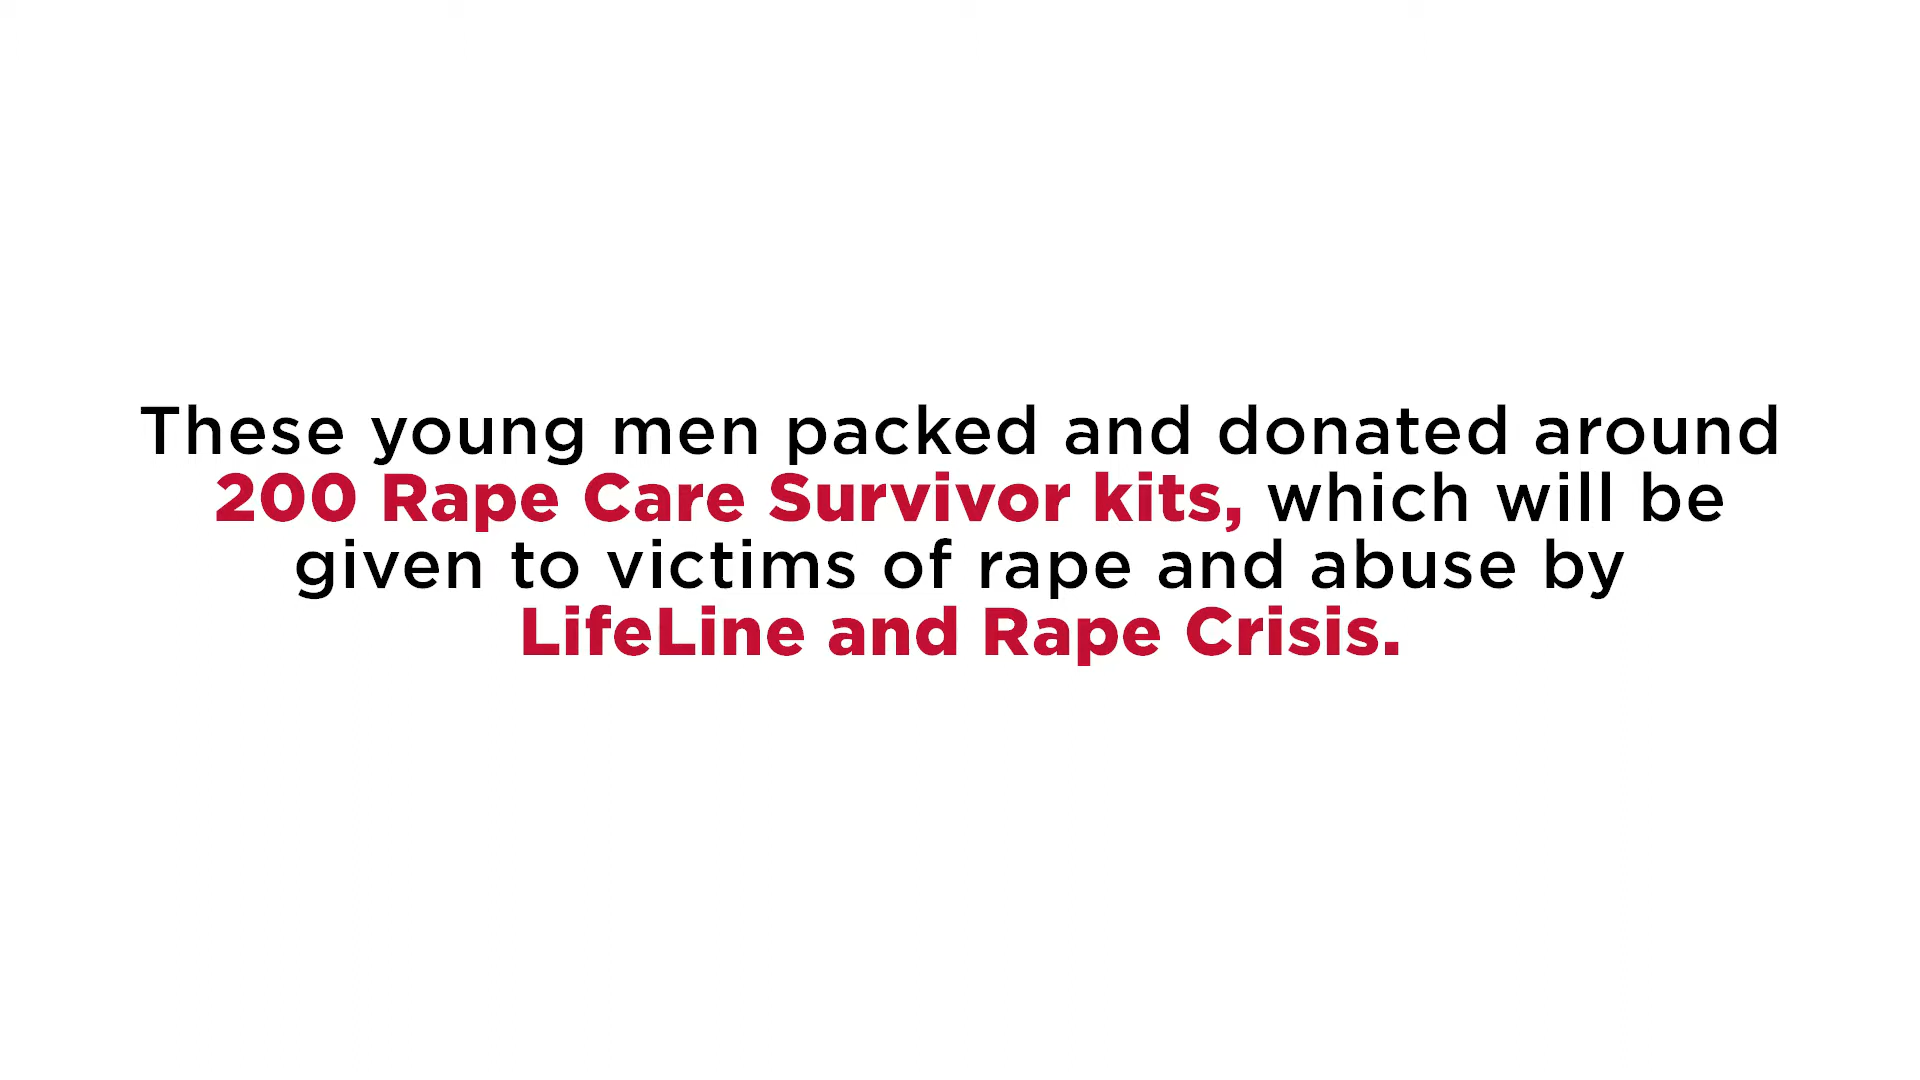 These young men packed and donated around
200 Rape Care Survivor kits, which will be
given to victims of rape and abuse by
LifeLine and Rape Crisis.